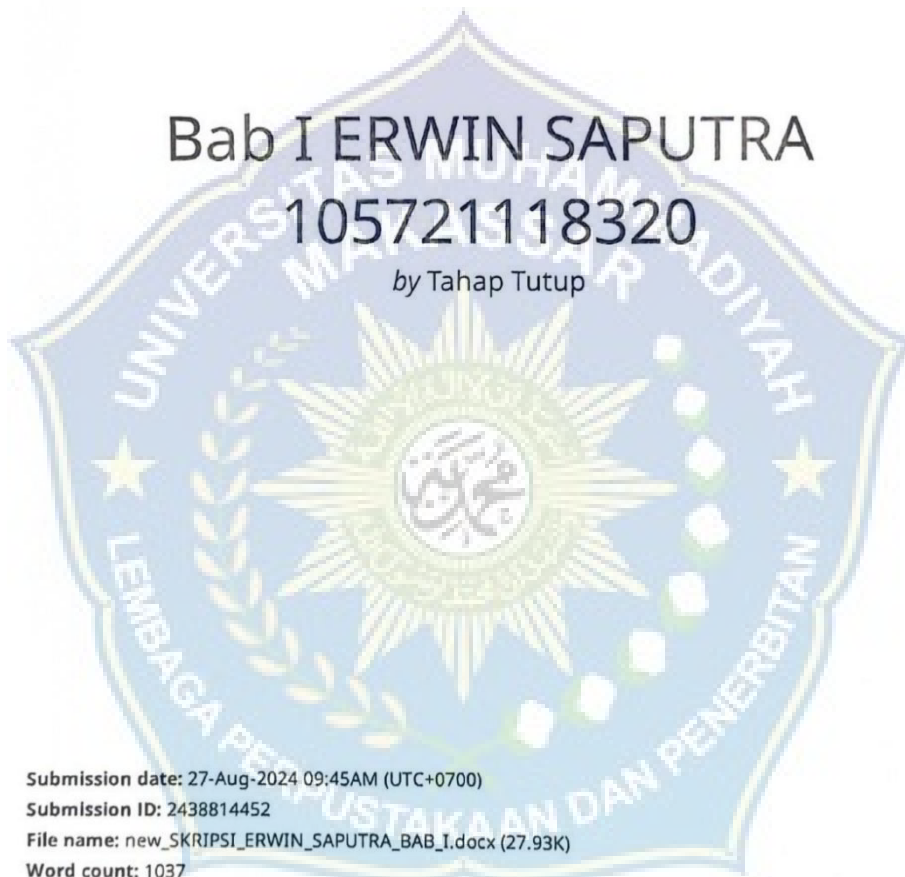 Bab I ERWIN SAPUTRA
105721118320
by Tahap Tutup
UNIVERSITAS MUHAMMADIYAH
MAKASSAR
LEMBAGA PERPUSTAKAAN DAN PENERBITAN
Submission date: 27-Aug-2024 09:45AM (UTC+0700)
Submission ID: 2438814452
File name: new_SKRIPSI_ERWIN_SAPUTRA_BAB_I.docx (27.93K)
Word count: 1037